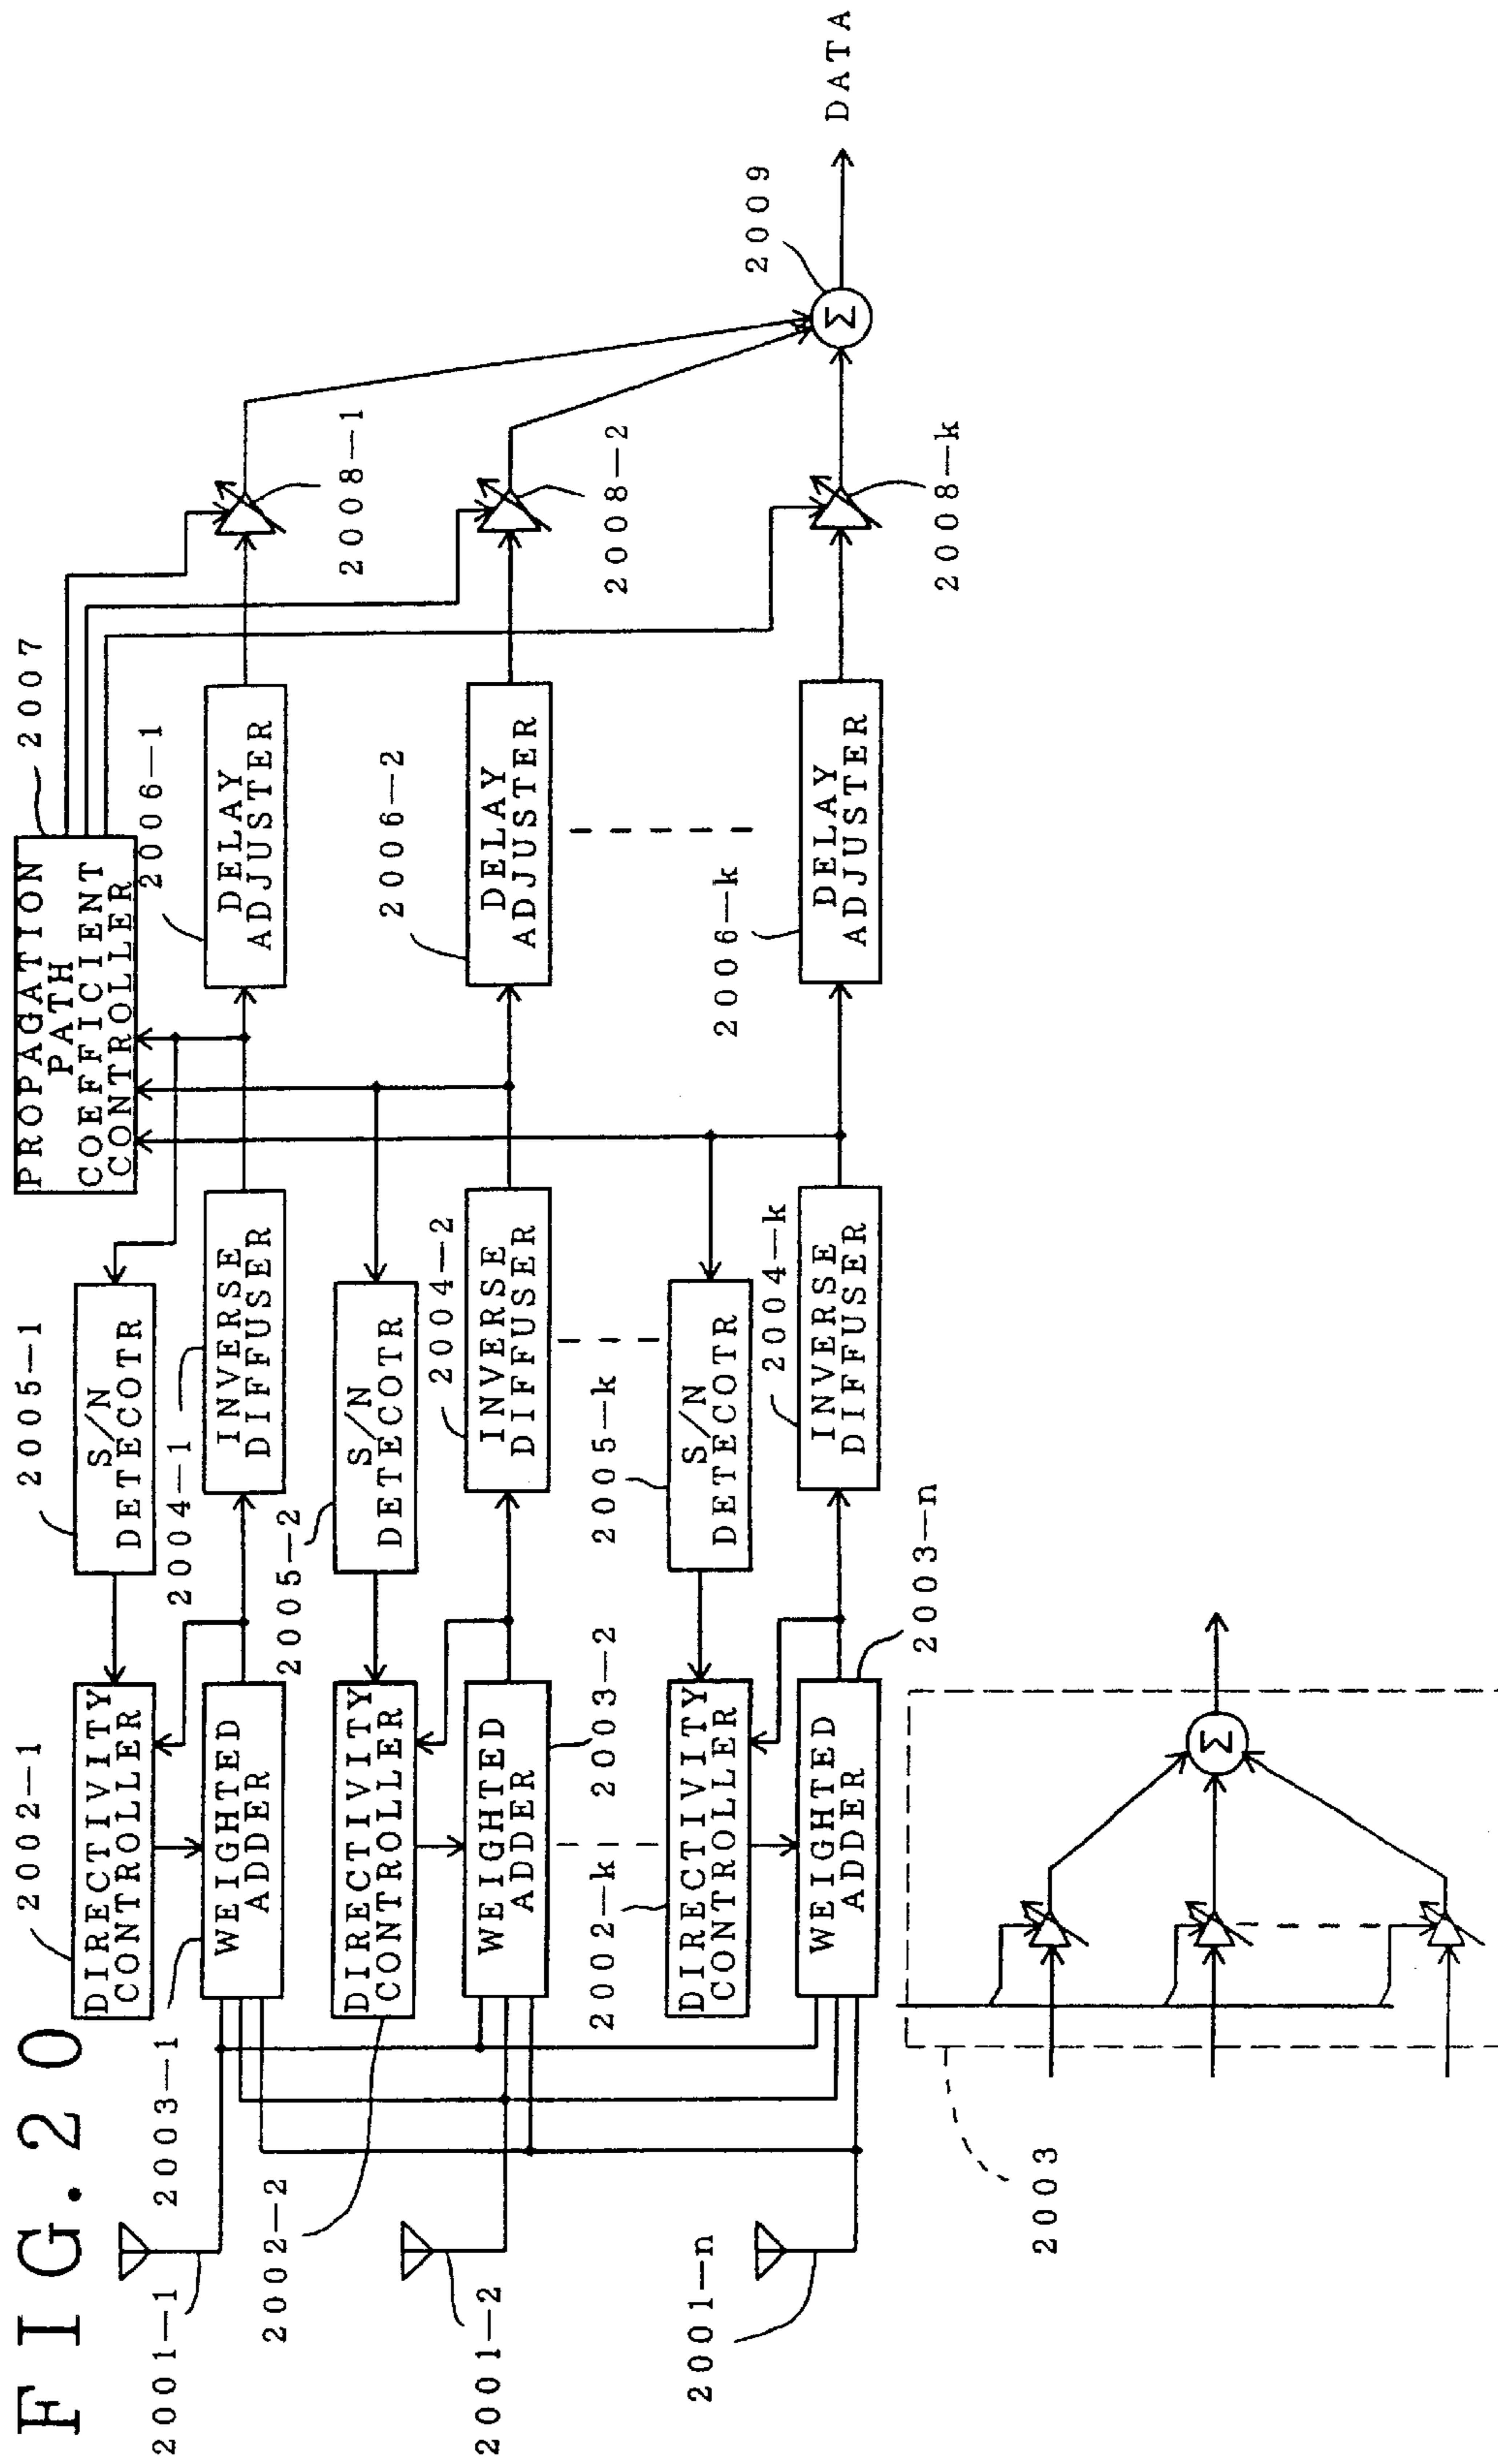 FIG.20
2001-1
2001-2
2001-n
2002-1
DIRECTIVITY
CONTROLLER
2003-1
WEIGHTED
ADDER
2002-2
DIRECTIVITY
CONTROLLER
WEIGHTED
ADDER
2003-2
2002-k
DIRECTIVITY
CONTROLLER
WEIGHTED
ADDER
2003-n
2005-1
S/N
DETECOTR
2004-1
INVERSE
DIFFUSER
2005-2
S/N
DETECOTR
2004-2
INVERSE
DIFFUSER
2005-k
S/N
DETECOTR
2004-k
INVERSE
DIFFUSER
PROPAGATION
PATH
COEFFICIENT
CONTROLLER
2007
2006-1
DELAY
ADJUSTER
2006-2
DELAY
ADJUSTER
2006-k
DELAY
ADJUSTER
2008-1
2008-2
2008-k
Σ
2009
DATA
2003
Σ